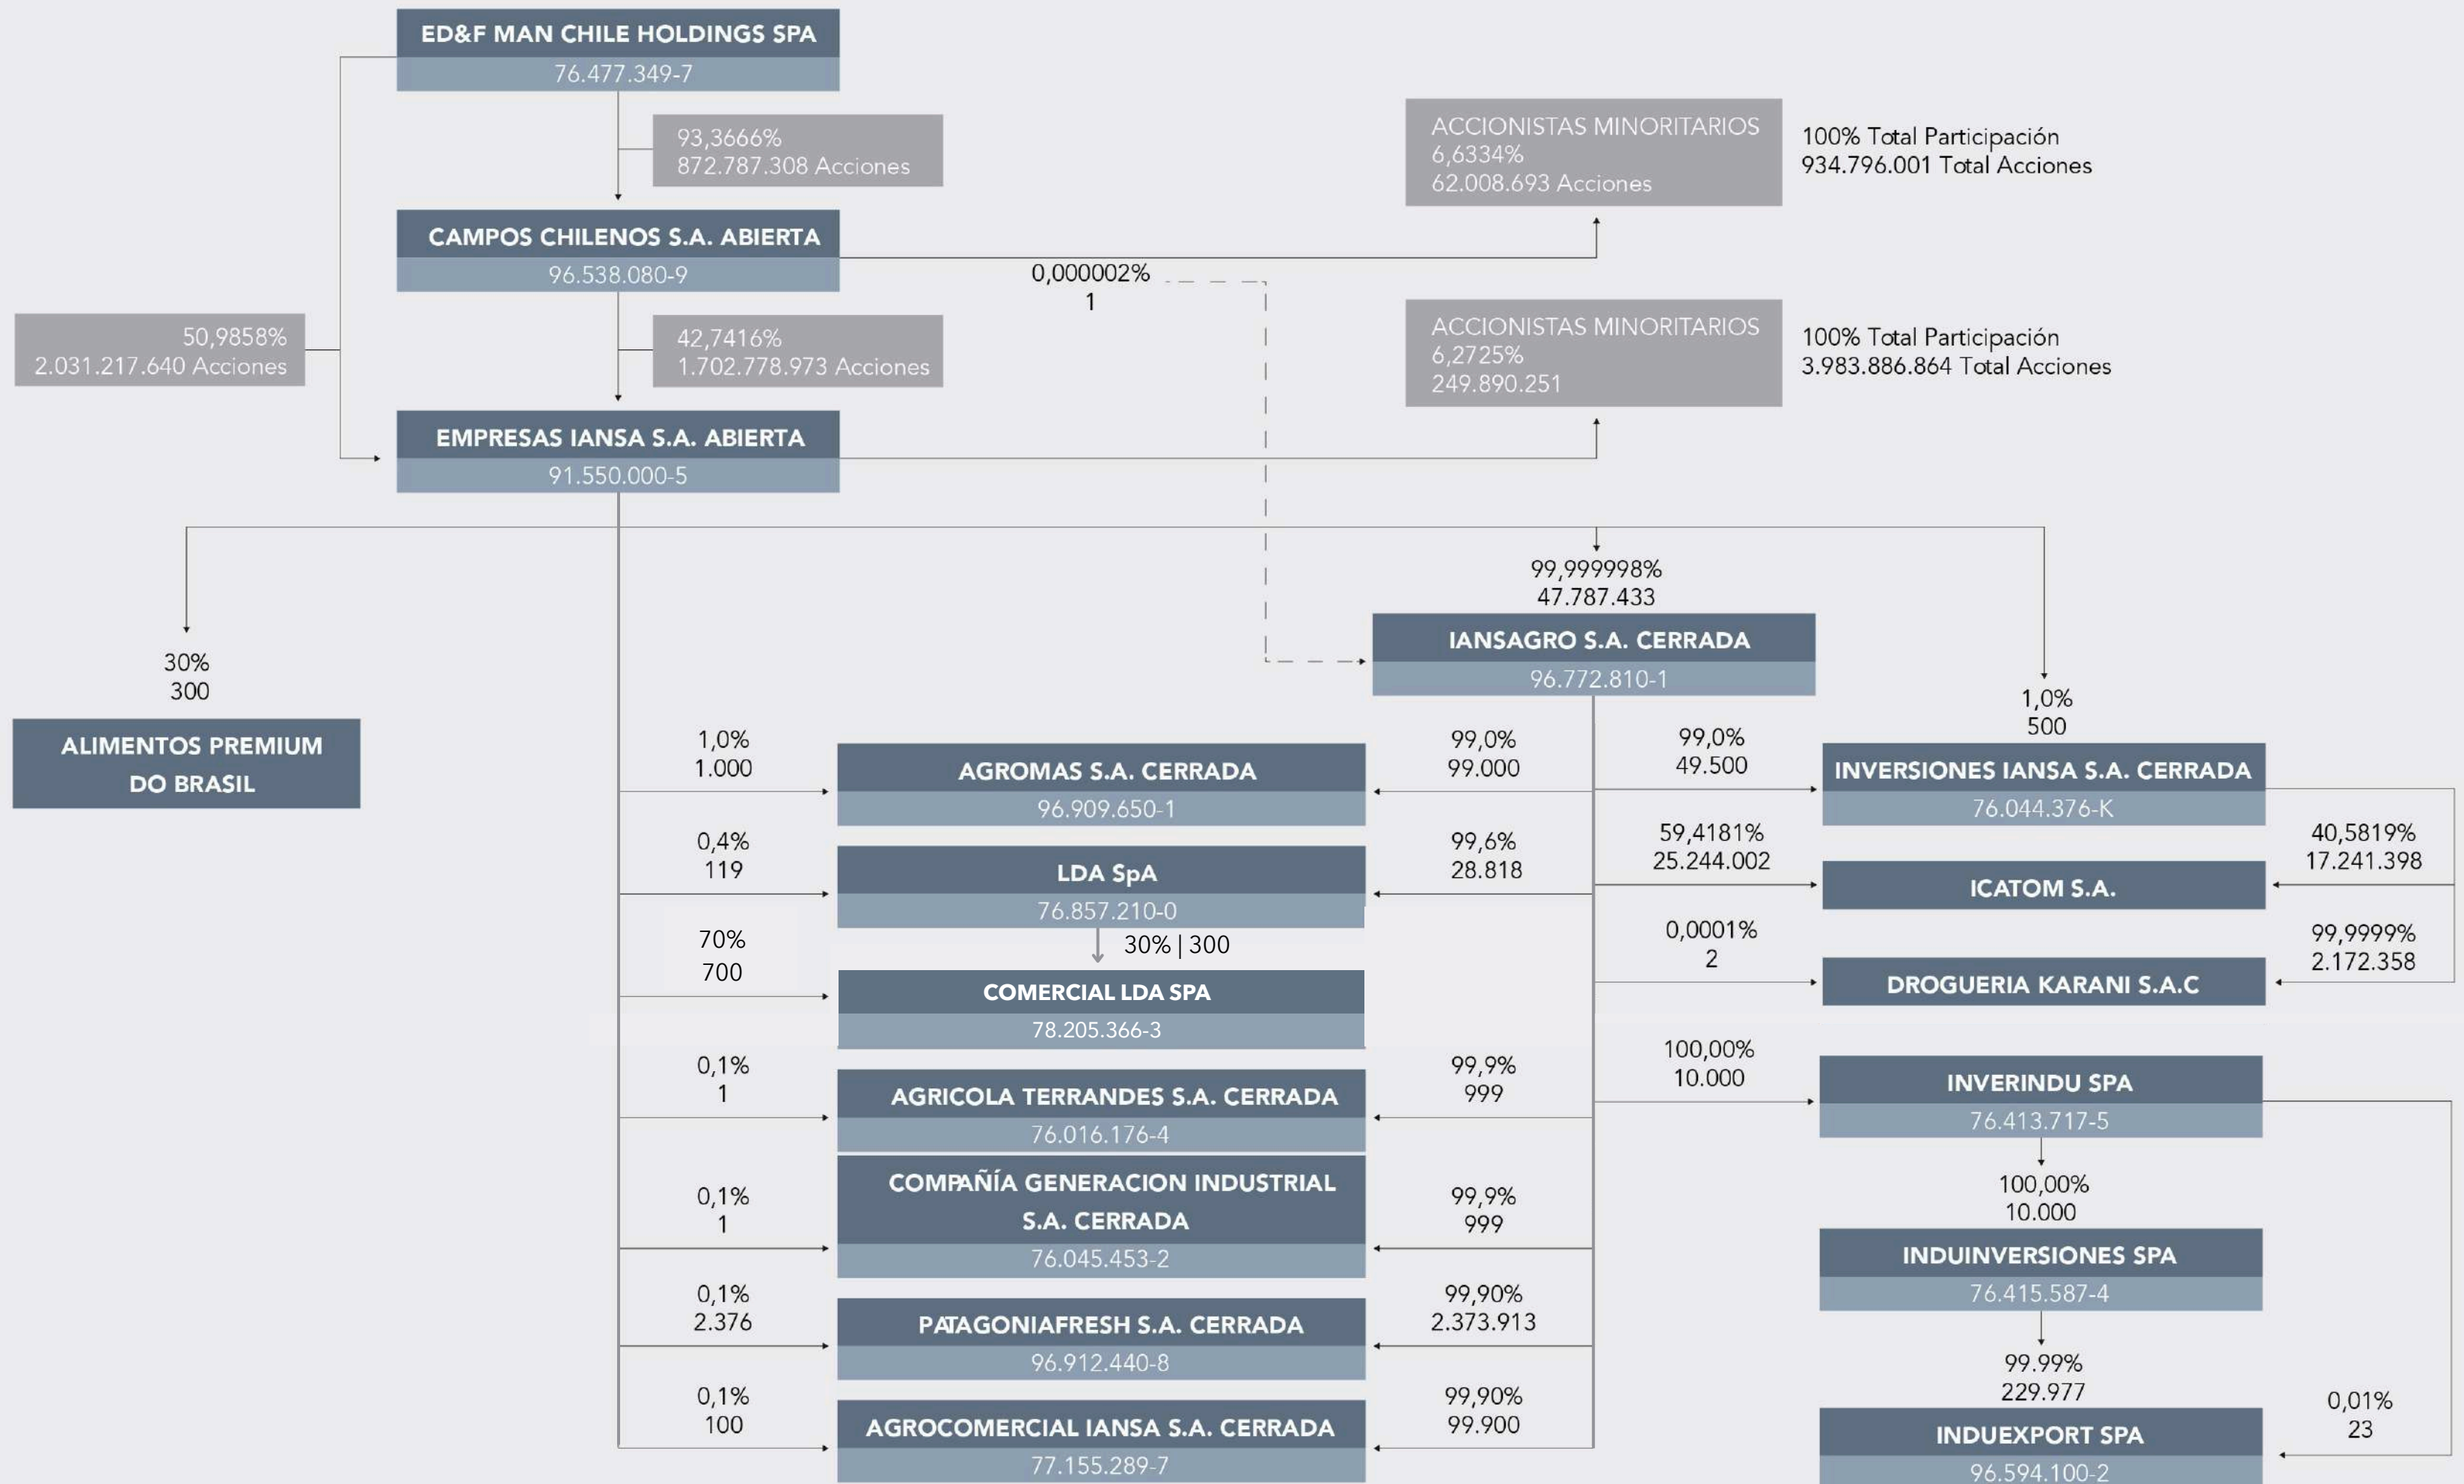 ED&F MAN CHILE HOLDINGS SPA
76.477.349-7
93,3666%
872.787.308 Acciones
ACCIONISTAS MINORITARIOS
6,6334%
62.008.693 Acciones
100% Total Participación
934.796.001 Total Acciones
CAMPOS CHILENOS S.A. ABIERTA
96.538.080-9
0,000002%
1
50,9858%
2.031.217.640 Acciones
42,7416%
1.702.778.973 Acciones
ACCIONISTAS MINORITARIOS
6,2725%
249.890.251
100% Total Participación
3.983.886.864 Total Acciones
EMPRESAS IANSA S.A. ABIERTA
91.550.000-5
99,999998%
47.787.433
IANSAGRO S.A. CERRADA
96.772.810-1
30%
300
ALIMENTOS PREMIUM
DO BRASIL
1,0%
500
1,0%
1.000
AGROMAS S.A. CERRADA
96.909.650-1
99,0%
99.000
99,0%
49.500
INVERSIONES IANSA S.A. CERRADA
76.044.376-K
0,4%
119
LDA SpA
76.857.210-0
99,6%
28.818
59,4181%
25.244.002
ICATOM S.A.
40,5819%
17.241.398
30% | 300
70%
700
COMERCIAL LDA SPA
78.205.366-3
0,0001%
2
DROGUERIA KARANI S.A.C
99,9999%
2.172.358
0,1%
1
AGRICOLA TERRANDES S.A. CERRADA
76.016.176-4
99,9%
999
100,00%
10.000
INVERINDU SPA
76.413.717-5
0,1%
1
COMPAÑÍA GENERACION INDUSTRIAL
S.A. CERRADA
76.045.453-2
99,9%
999
100,00%
10.000
INDUINVERSIONES SPA
76.415.587-4
0,1%
2.376
PATAGONIAFRESH S.A. CERRADA
96.912.440-8
99,90%
2.373.913
99.99%
229.977
0,1%
100
AGROCOMERCIAL IANSA S.A. CERRADA
77.155.289-7
99,90%
99.900
INDUEXPORT SPA
96.594.100-2
0,01%
23